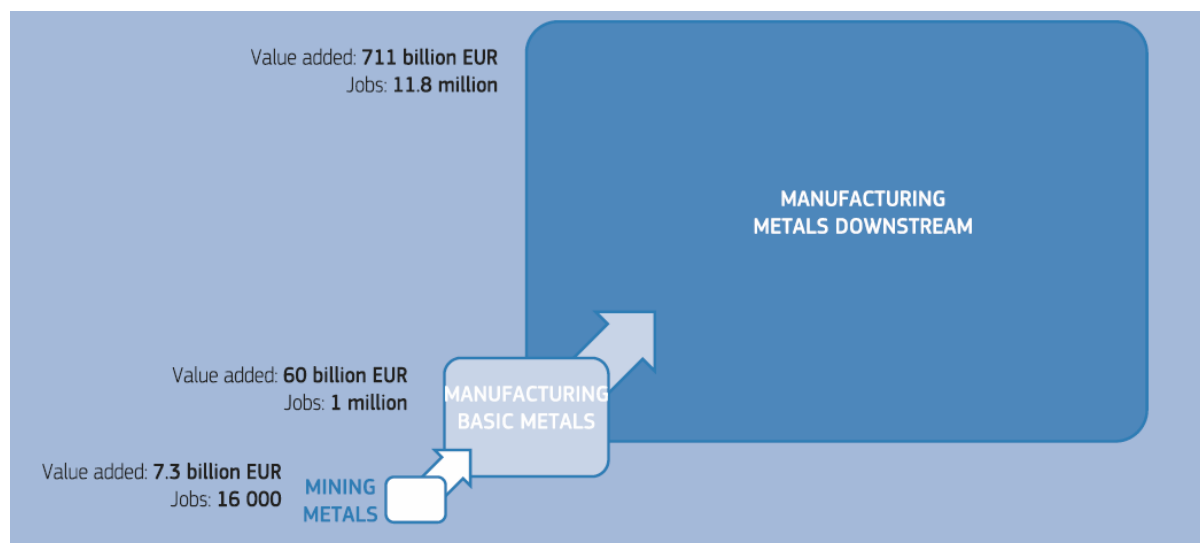 Value added: 711 billion EUR
Jobs: 11.8 million
MANUFACTURING
METALS DOWNSTREAM
Value added: 60 billion EUR
Jobs: 1 million
MANUFACTURING
BASIC METALS
Value added: 7.3 billion EUR
Jobs: 16 000
MINING
METALS